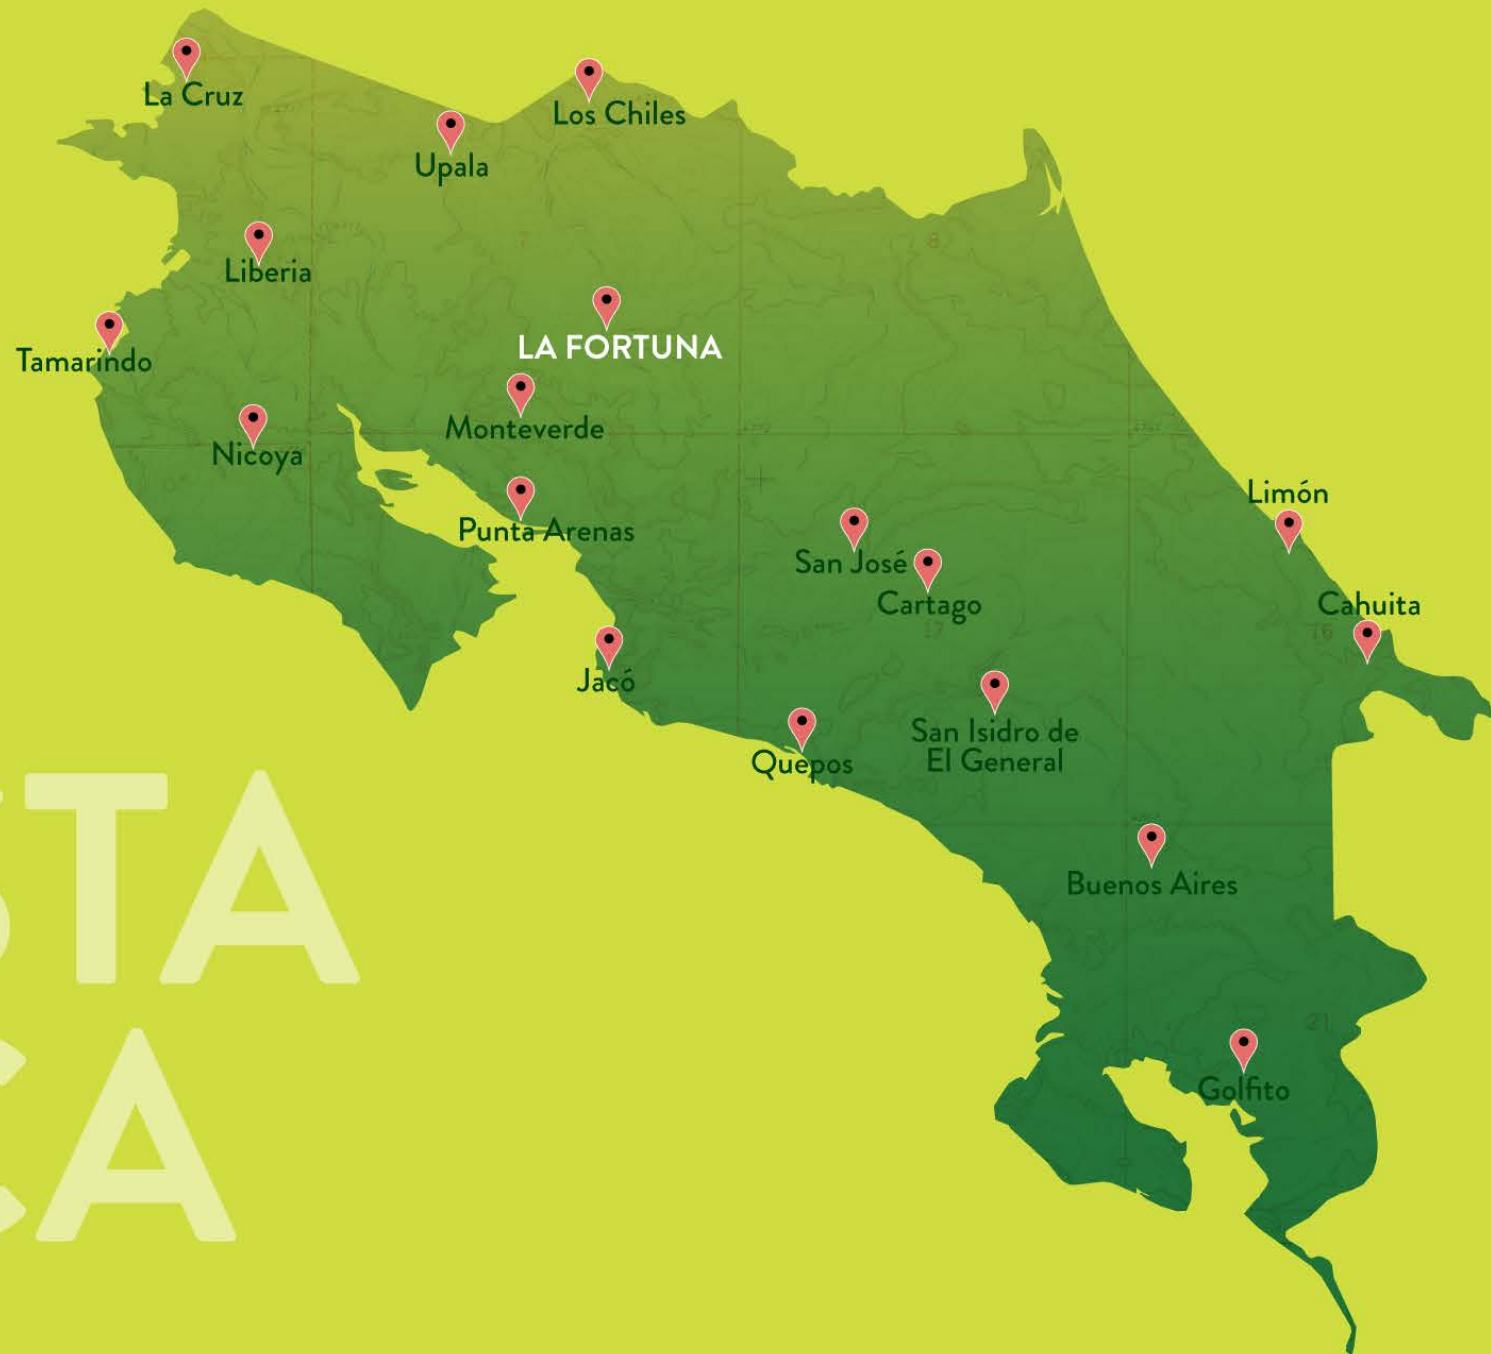 La Cruz
Los Chiles
Upala
Liberia
LA FORTUNA
Tamarindo
Monteverde
Nicoya
Limón
Punta Arenas
San José
Cartago
Cahuita
Jacó
San Isidro de
El General
Quepos
Buenos Aires
Golfito
STA
CA